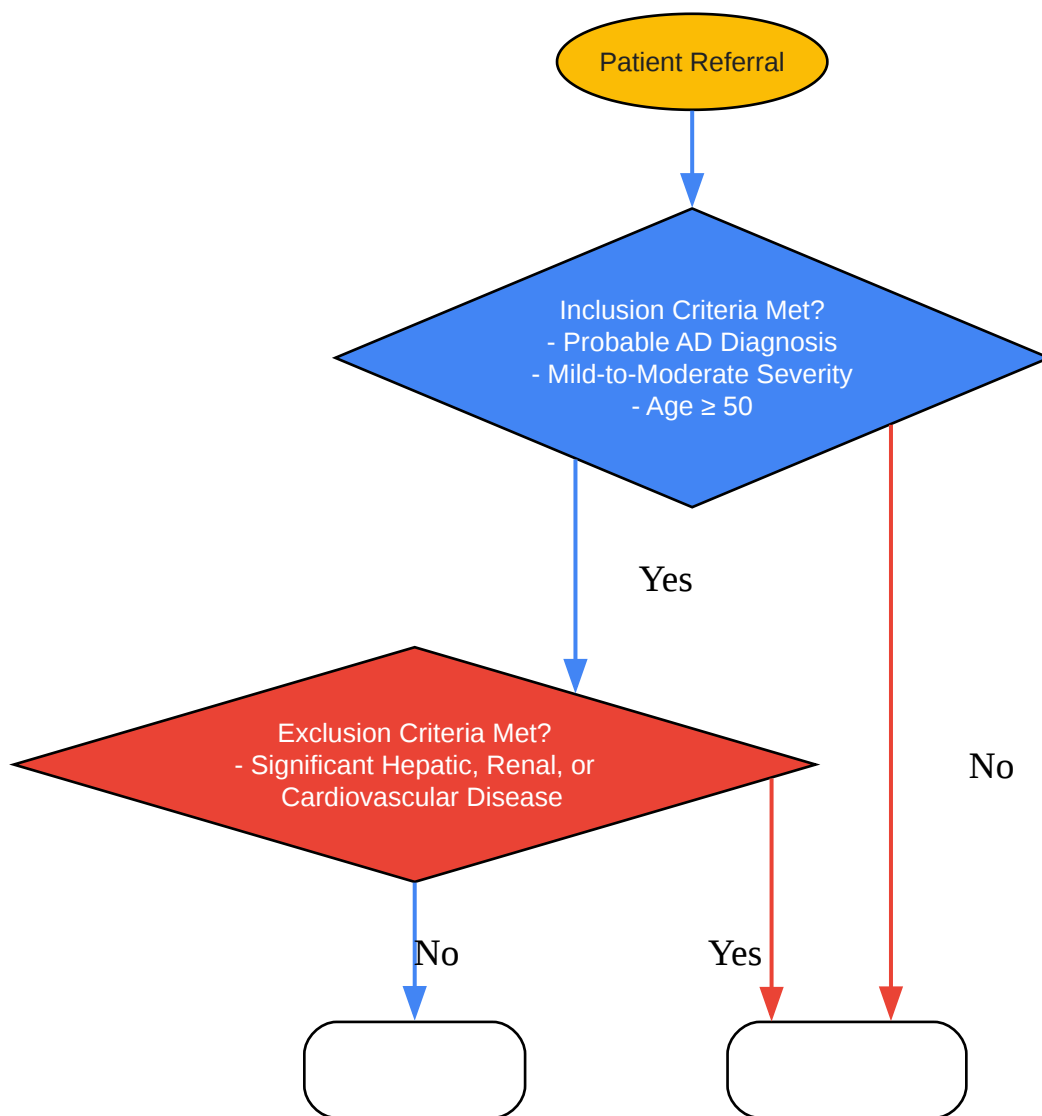 Patient Referral
Inclusion Criteria Met?
- Probable AD Diagnosis
- Mild-to-Moderate Severity
- Age ≥ 50
Yes
Exclusion Criteria Met?
- Significant Hepatic, Renal, or
Cardiovascular Disease
No
No
Yes